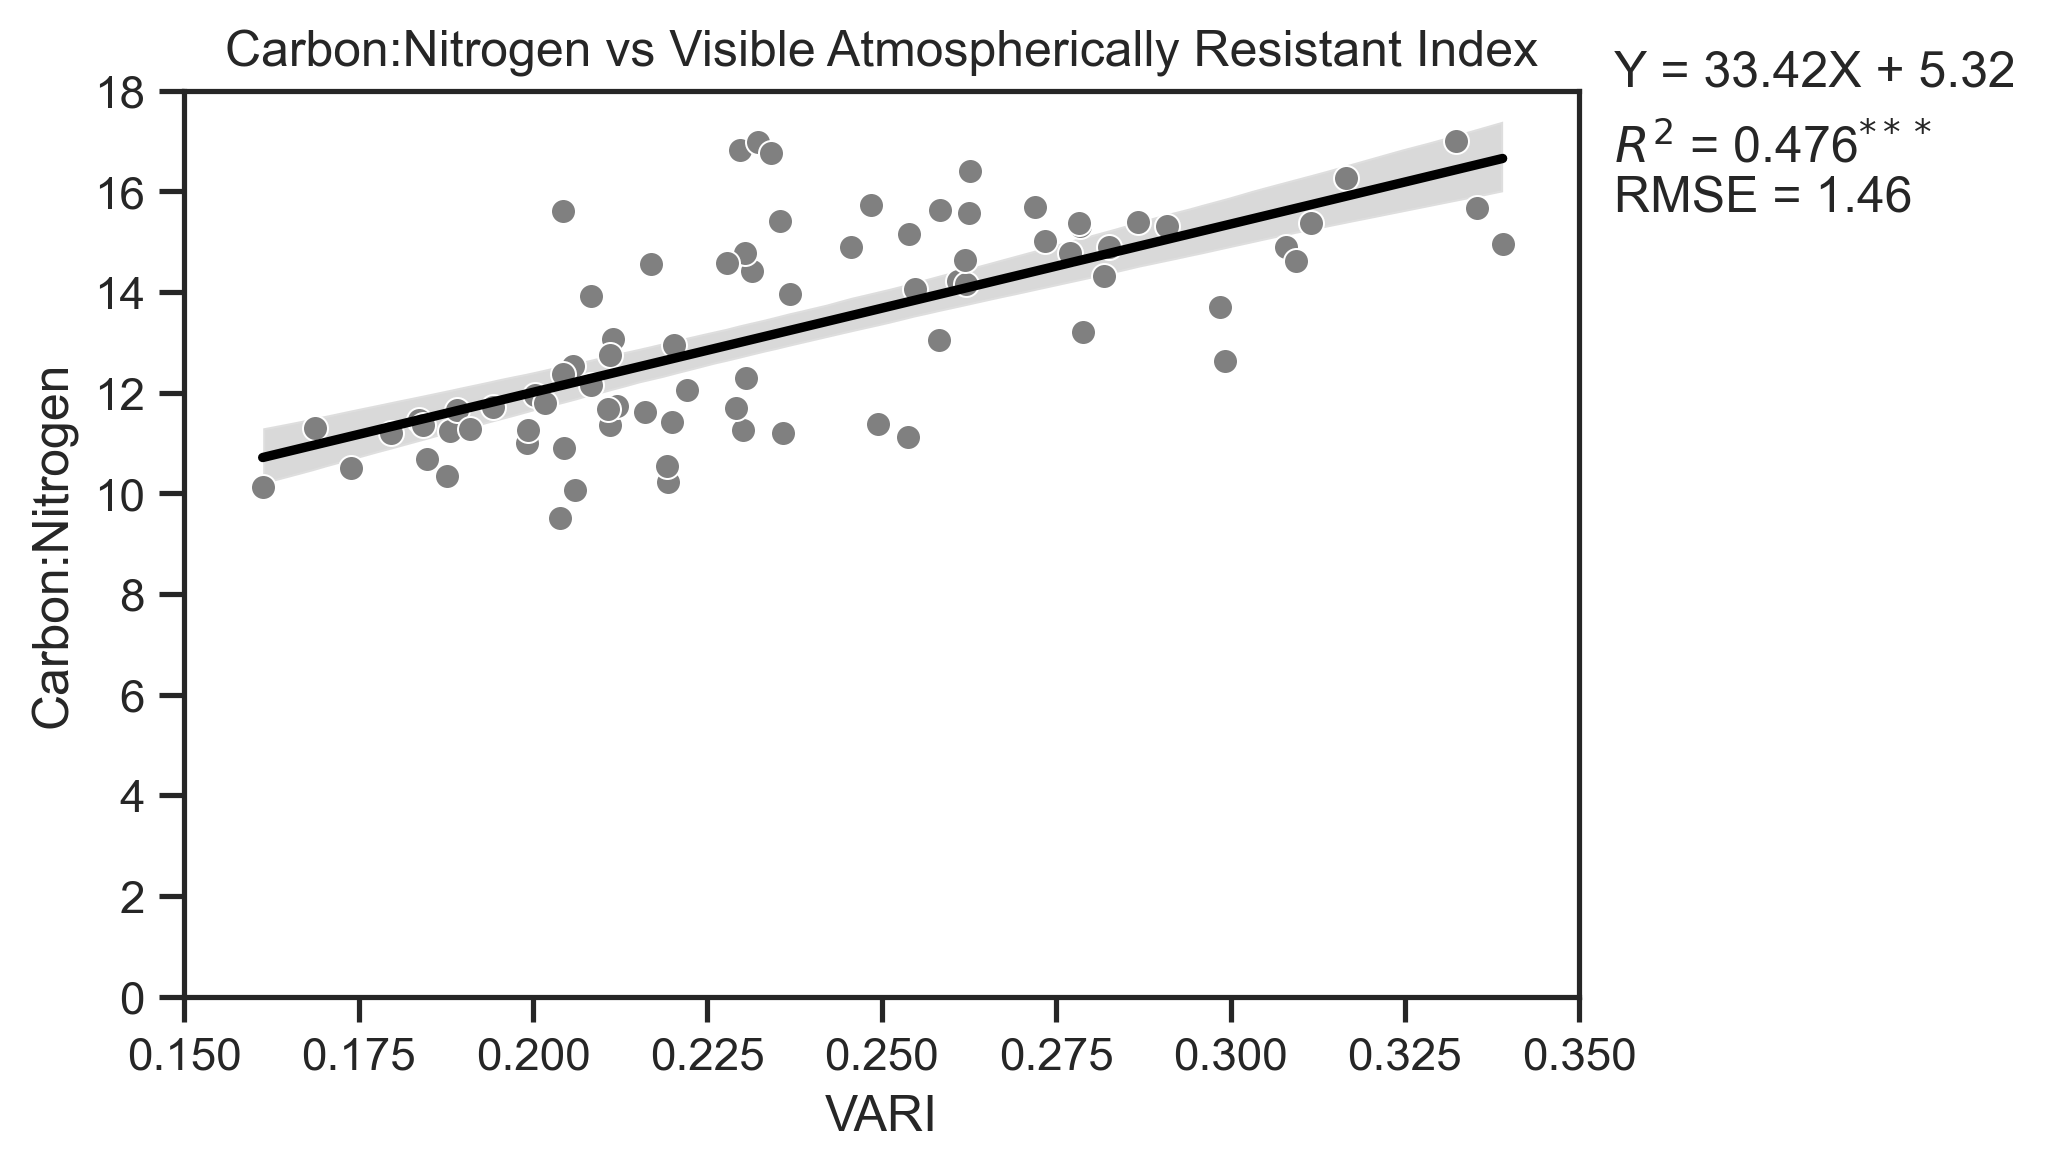 Carbon:Nitrogen vs Visible Atmospherically Resistant Index
Y = 33.42X + 5.32
R² = 0.476***
RMSE = 1.46
Carbon:Nitrogen
18
16
14
12
10
8
6
4
2
0
0.150 0.175 0.200 0.225 0.250 0.275 0.300 0.325 0.350
VARI